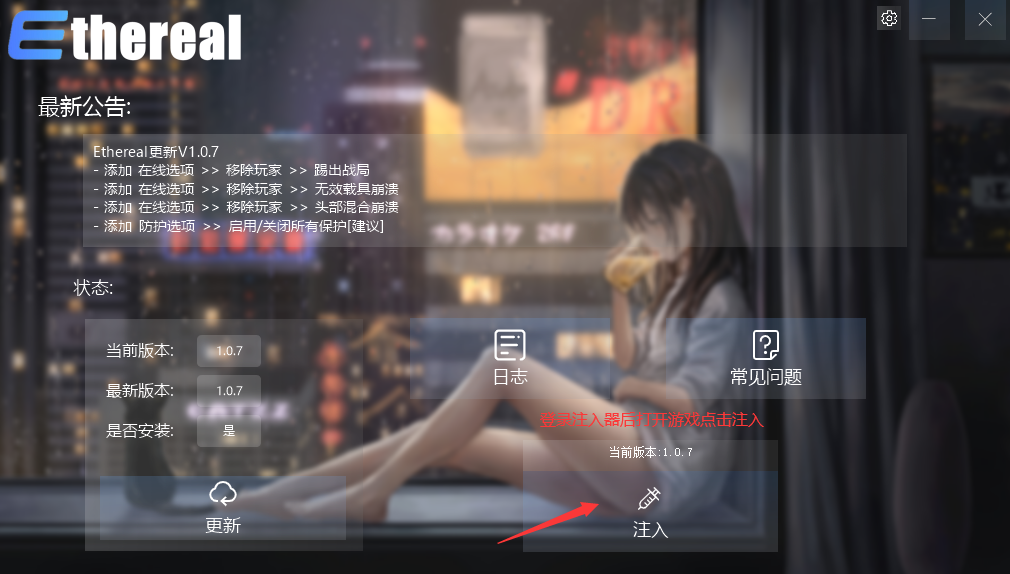 Ethereal
最新公告:
Ethereal更新V1.0.7
- 添加 在线选项 >> 移除玩家 >> 踢出战局
- 添加 在线选项 >> 移除玩家 >> 无效载具崩溃
- 添加 在线选项 >> 移除玩家 >> 头部混合崩溃
- 添加 防护选项 >> 启用/关闭所有保护[建议]
DR
カラオケ
状态:
当前版本: 1.0.7
最新版本: 1.0.7
是否安装: 是
更新
日志
常见问题
登录注入器后打开游戏点击注入
当前版本:1.0.7
注入